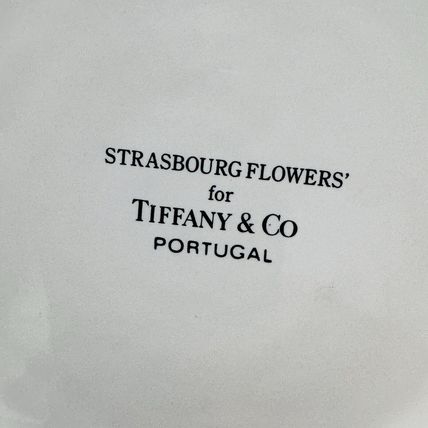 STRASBOURG FLOWERS'
for
TIFFANY & CO
PORTUGAL